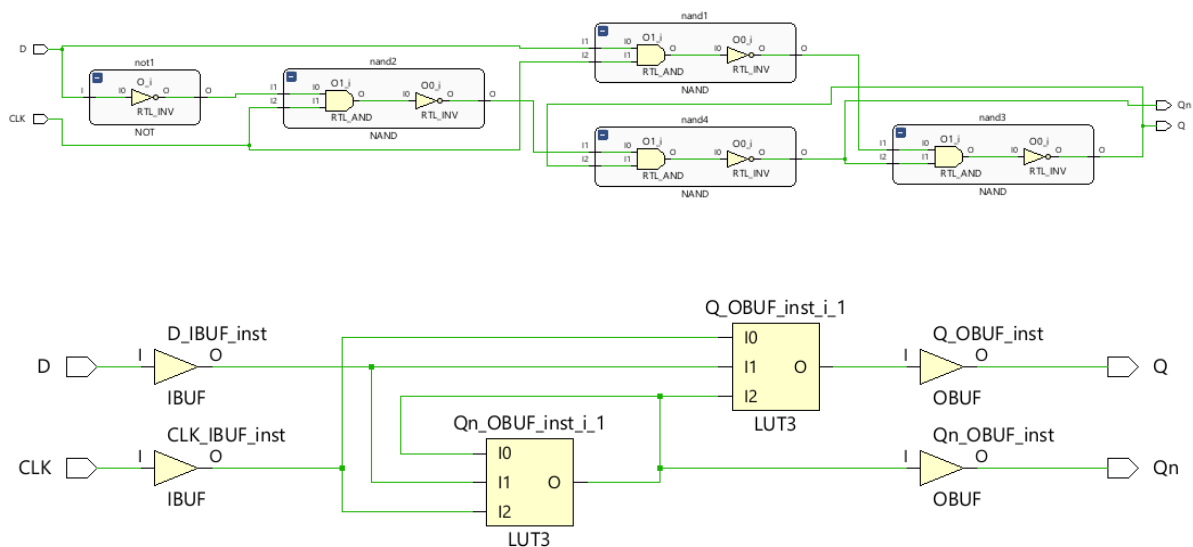 nand1
D
I1
I2
I0
I1
O1_i
O
RTL_AND
I0
O0_i
O
RTL_INV
O
NAND
not1
I
I0
O_i
O
RTL_INV
O
NOT
nand2
I1
I2
I0
I1
O1_i
O
RTL_AND
I0
O0_i
O
RTL_INV
O
NAND
CLK
Qn
Q
nand4
I1
I2
I0
I1
O1_i
O
RTL_AND
I0
O0_i
O
RTL_INV
O
NAND
nand3
I1
I2
I0
I1
O1_i
O
RTL_AND
I0
O0_i
O
RTL_INV
O
NAND
Q_OBUF_inst_i_1
D_IBUF_inst
D
I
O
IBUF
I0
I1
I2
O
LUT3
Q_OBUF_inst
I
O
OBUF
Q
CLK_IBUF_inst
CLK
I
O
IBUF
Qn_OBUF_inst_i_1
I0
I1
I2
O
LUT3
Qn_OBUF_inst
I
O
OBUF
Qn